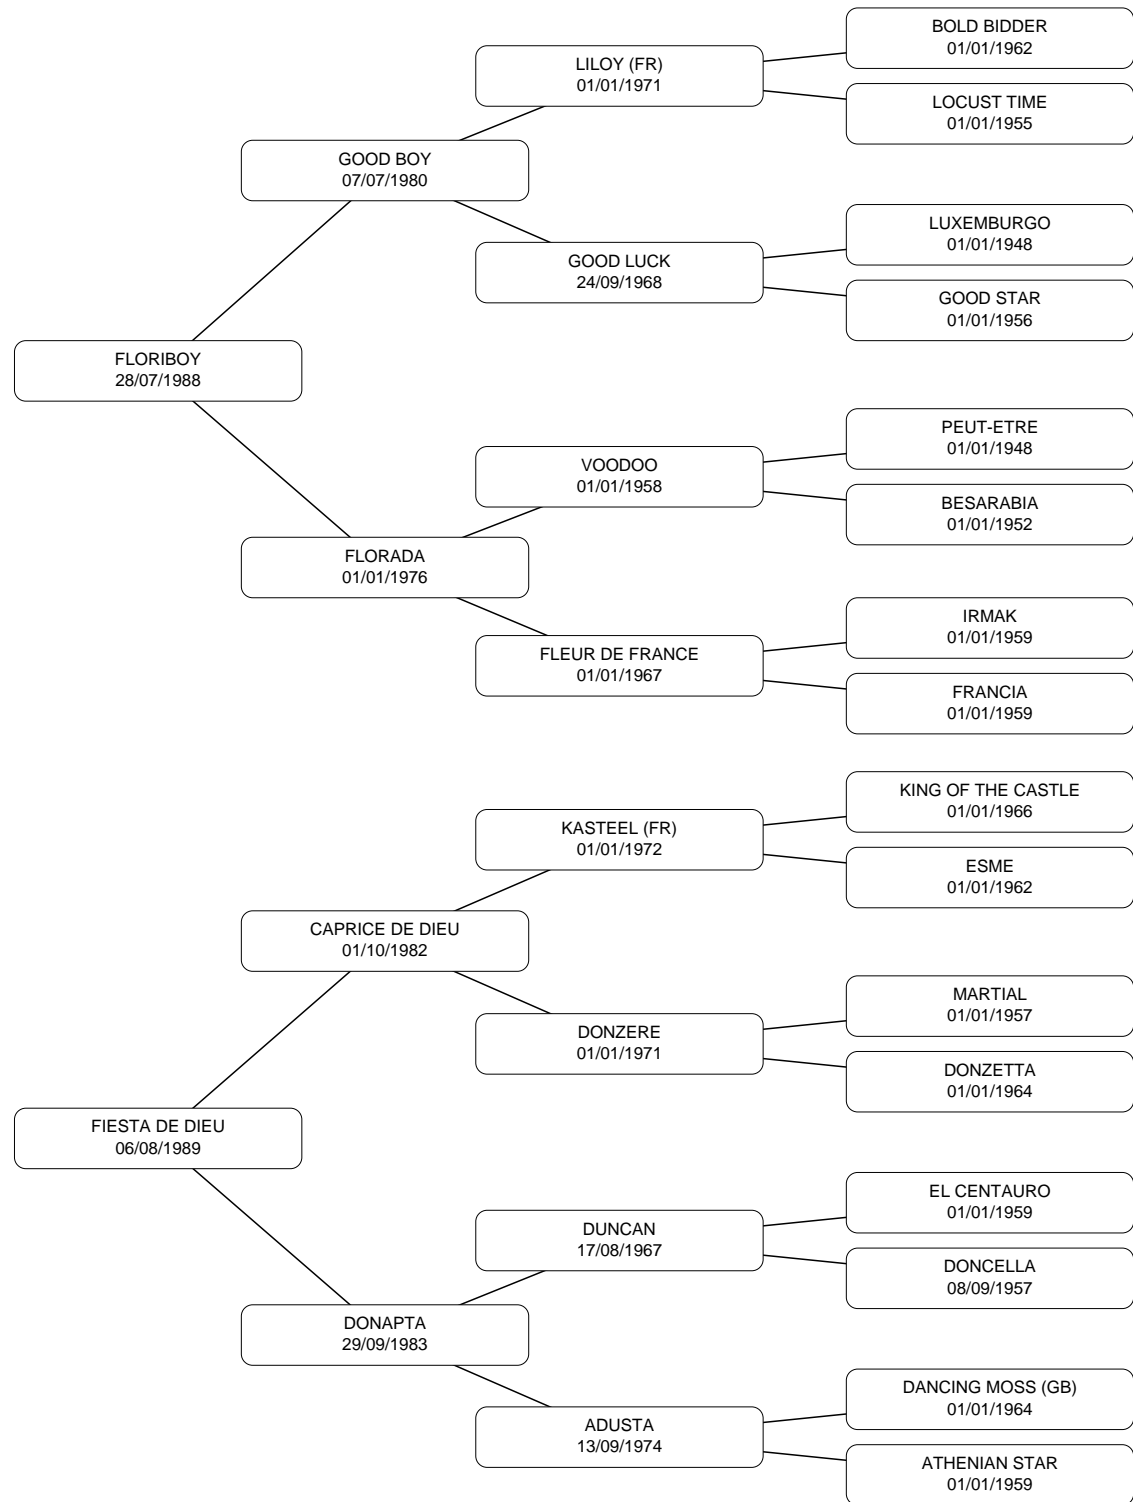 BOLD BIDDER
01/01/1962
LILOY (FR)
01/01/1971
LOCUST TIME
01/01/1955
GOOD BOY
07/07/1980
LUXEMBURGO
01/01/1948
GOOD LUCK
24/09/1968
GOOD STAR
01/01/1956
FLORIBOY
28/07/1988
PEUT-ETRE
01/01/1948
VOODOO
01/01/1958
BESARABIA
01/01/1952
FLORADA
01/01/1976
IRMAK
01/01/1959
FLEUR DE FRANCE
01/01/1967
FRANCIA
01/01/1959
KING OF THE CASTLE
01/01/1966
KASTEEL (FR)
01/01/1972
ESME
01/01/1962
CAPRICE DE DIEU
01/10/1982
MARTIAL
01/01/1957
DONZERE
01/01/1971
DONZETTA
01/01/1964
FIESTA DE DIEU
06/08/1989
EL CENTAURO
01/01/1959
DUNCAN
17/08/1967
DONCELLA
08/09/1957
DONAPTA
29/09/1983
DANCING MOSS (GB)
01/01/1964
ADUSTA
13/09/1974
ATHENIAN STAR
01/01/1959